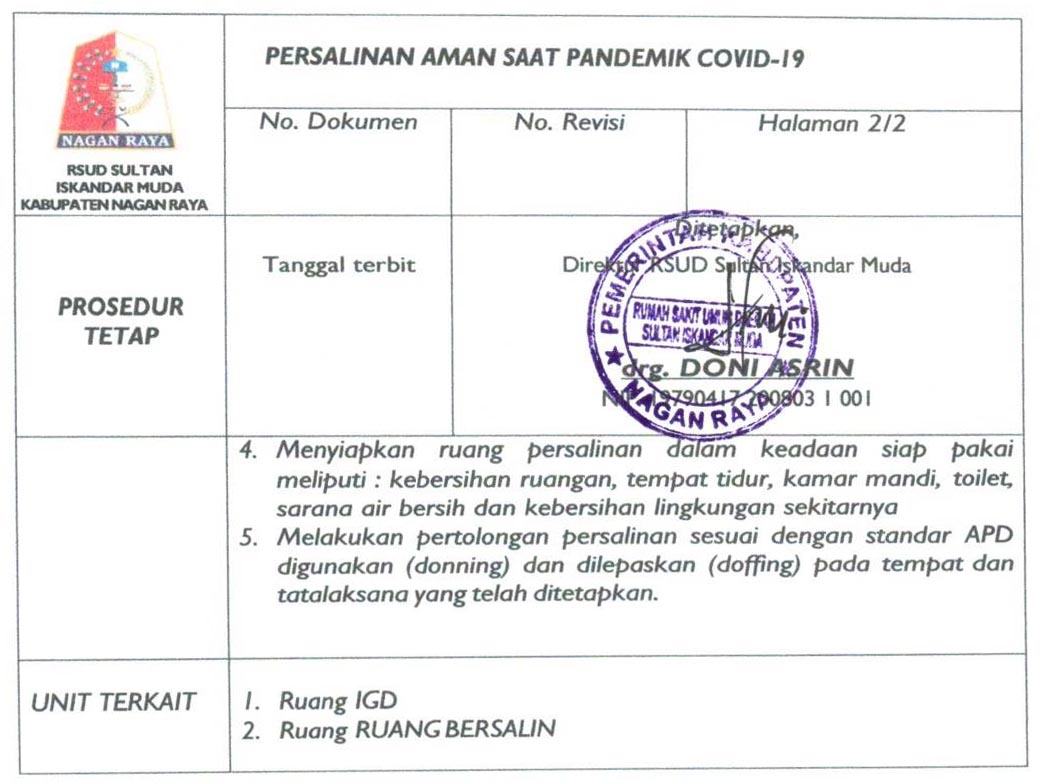 NAGAN RAYA
RSUD SULTAN
ISKANDAR MUDA
KABUPATEN NAGAN RAYA
PERSALINAN AMAN SAAT PANDEMIK COVID-19
No. Dokumen
No. Revisi
Halaman 2/2
PROSEDUR
TETAP
Tanggal terbit
Ditetapkan,
Direktur RSUD Sultan Iskandar Muda
PEMERINTAH KABUPATEN
RUMAH SAKIT UMUM DAERAH
SULTAN ISKANDAR MUDA
NAGAN RAYA
drg. DONI ASRIN
NIP. 19790417 200803 1 001
4. Menyiapkan ruang persalinan dalam keadaan siap pakai
meliputi : kebersihan ruangan, tempat tidur, kamar mandi, toilet,
sarana air bersih dan kebersihan lingkungan sekitarnya
5. Melakukan pertolongan persalinan sesuai dengan standar APD
digunakan (donning) dan dilepaskan (doffing) pada tempat dan
tatalaksana yang telah ditetapkan.
UNIT TERKAIT
1. Ruang IGD
2. Ruang RUANG BERSALIN